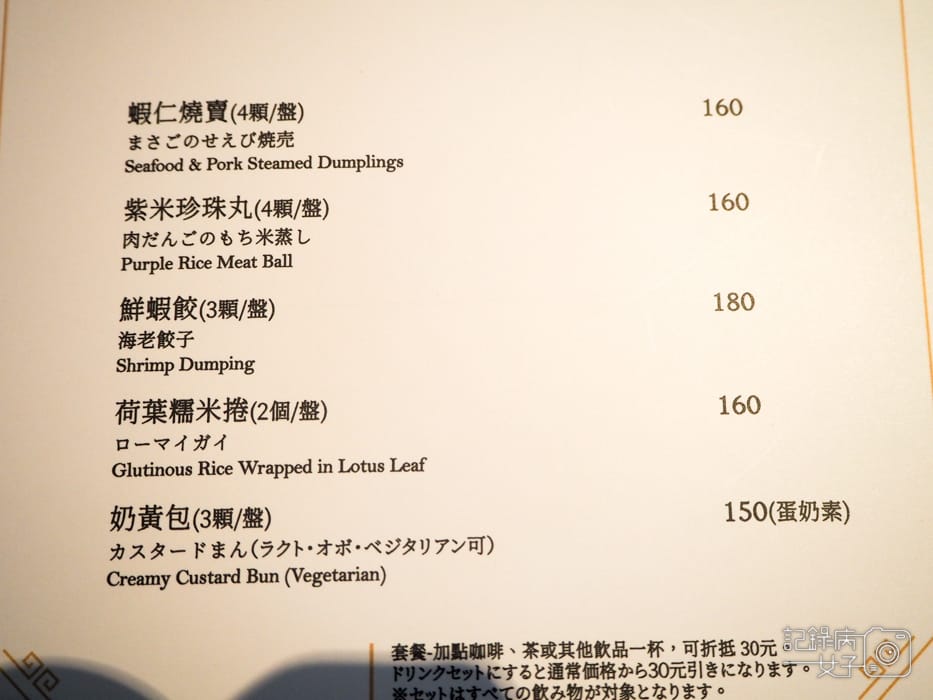 蝦仁燒賣(4顆/盤) 160
まさごのせえび焼売
Seafood & Pork Steamed Dumplings
紫米珍珠丸(4顆/盤) 160
肉だんごのもち米蒸し
Purple Rice Meat Ball
鮮蝦餃(3顆/盤) 180
海老餃子
Shrimp Dumping
荷葉糯米捲(2個/盤) 160
ローマイガイ
Glutinous Rice Wrapped in Lotus Leaf
奶黃包(3顆/盤) 150(蛋奶素)
カスタードまん(ラクト・オボ・ベジタリアン可)
Creamy Custard Bun (Vegetarian)
套餐-加點咖啡、茶或其他飲品一杯，可折抵 30元。
ドリンクセットにすると通常価格から30元引きになります。
※セットはすべての飲み物が対象となります。
記錄病
女子